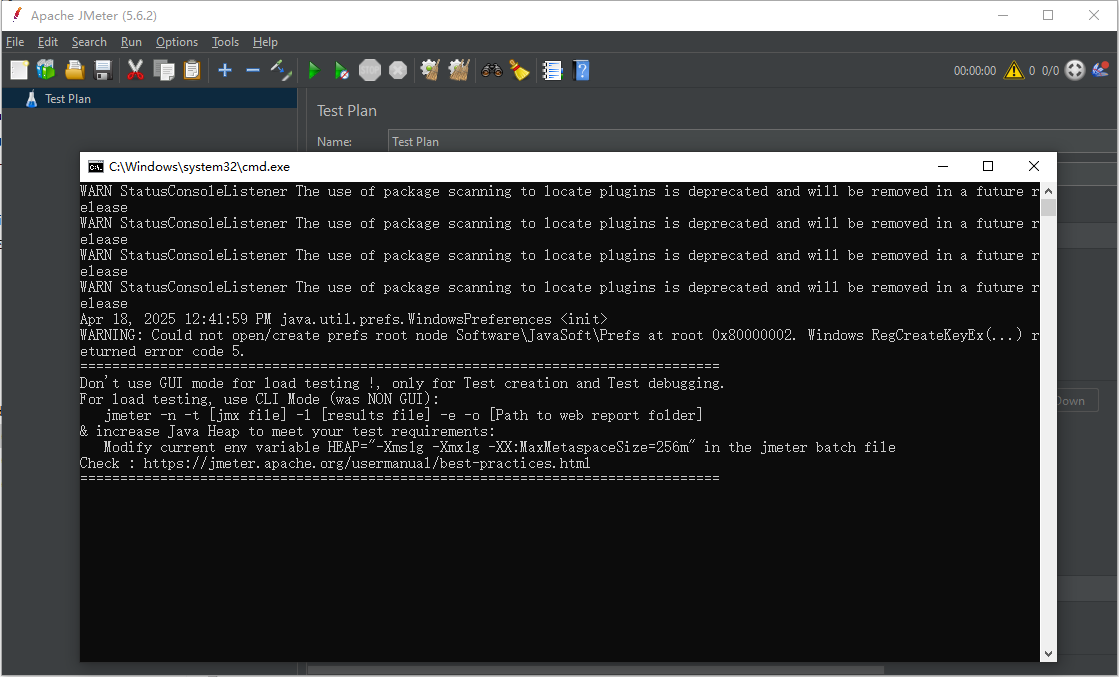 Apache JMeter (5.6.2)
File Edit Search Run Options Tools Help
STOP
00:00:00 0 0/0
Test Plan
Test Plan
Name: Test Plan
C:\Windows\system32\cmd.exe
WARN StatusConsoleListener The use of package scanning to locate plugins is deprecated and will be removed in a future r
elease
WARN StatusConsoleListener The use of package scanning to locate plugins is deprecated and will be removed in a future r
elease
WARN StatusConsoleListener The use of package scanning to locate plugins is deprecated and will be removed in a future r
elease
WARN StatusConsoleListener The use of package scanning to locate plugins is deprecated and will be removed in a future r
elease
Apr 18, 2025 12:41:59 PM java.util.prefs.WindowsPreferences <init>
WARNING: Could not open/create prefs root node Software\JavaSoft\Prefs at root 0x80000002. Windows RegCreateKeyEx(...) r
eturned error code 5.
================================================================================
Don't use GUI mode for load testing !, only for Test creation and Test debugging.
For load testing, use CLI Mode (was NON GUI):
   jmeter -n -t [jmx file] -l [results file] -e -o [Path to web report folder]
& increase Java Heap to meet your test requirements:
   Modify current env variable HEAP="-Xms1g -Xmx1g -XX:MaxMetaspaceSize=256m" in the jmeter batch file
Check : https://jmeter.apache.org/usermanual/best-practices.html
================================================================================
Down